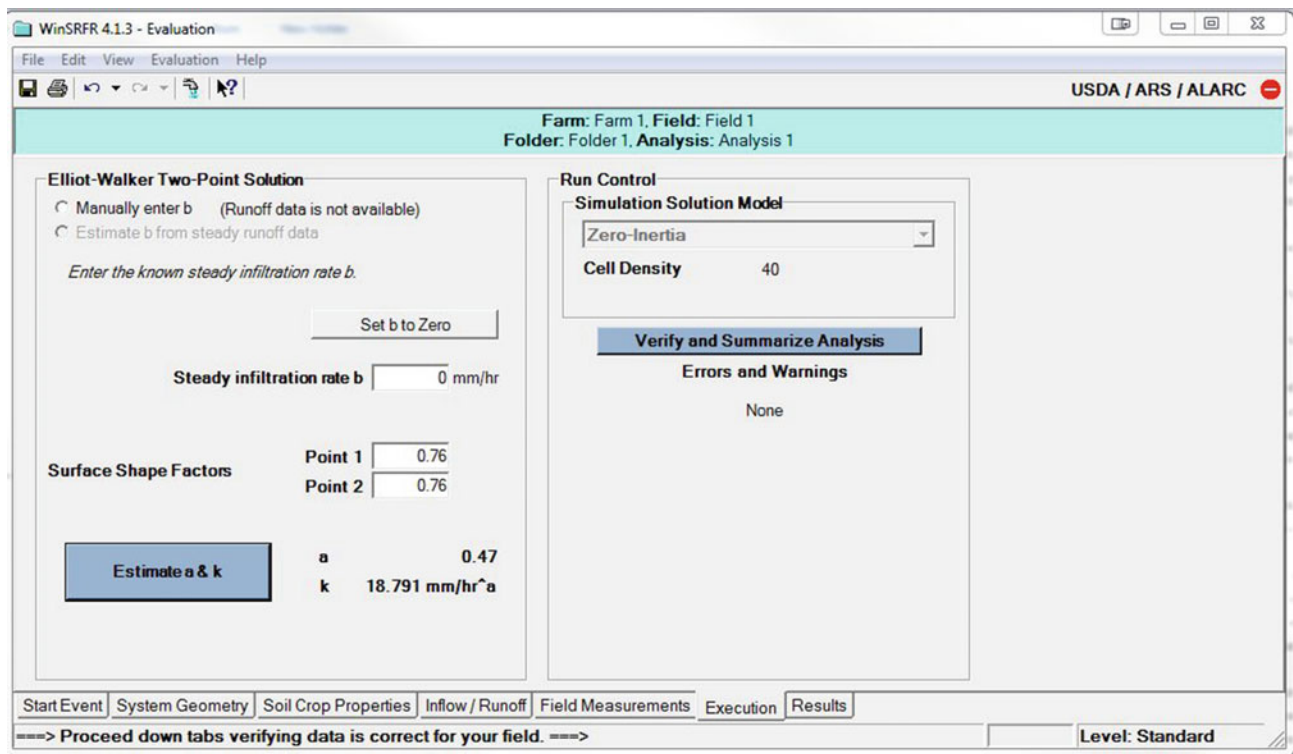 WinSRFR 4.1.3 - Evaluation
File Edit View Evaluation Help
USDA / ARS / ALARC
Farm: Farm 1, Field: Field 1
Folder: Folder 1, Analysis: Analysis 1
Elliot-Walker Two-Point Solution
Manually enter b (Runoff data is not available)
Estimate b from steady runoff data
Enter the known steady infiltration rate b.
Set b to Zero
Steady infiltration rate b 0 mm/hr
Surface Shape Factors
Point 1 0.76
Point 2 0.76
Estimate a & k
a 0.47
k 18.791 mm/hr^a
Run Control
Simulation Solution Model
Zero-Inertia
Cell Density 40
Verify and Summarize Analysis
Errors and Warnings
None
Start Event System Geometry Soil Crop Properties Inflow / Runoff Field Measurements Execution Results
===> Proceed down tabs verifying data is correct for your field. ===>
Level: Standard